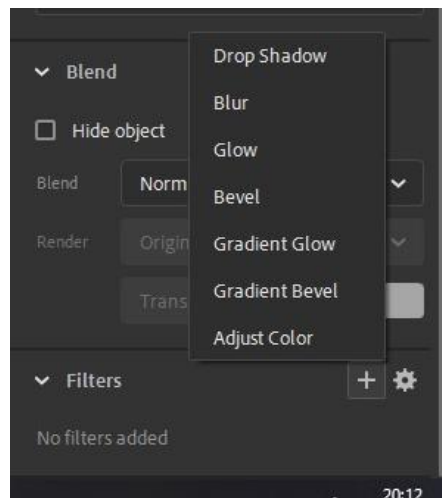 Blend
Hide object
Blend
Norm
Render
Origin
Trans
Drop Shadow
Blur
Glow
Bevel
Gradient Glow
Gradient Bevel
Adjust Color
Filters
No filters added
20:12